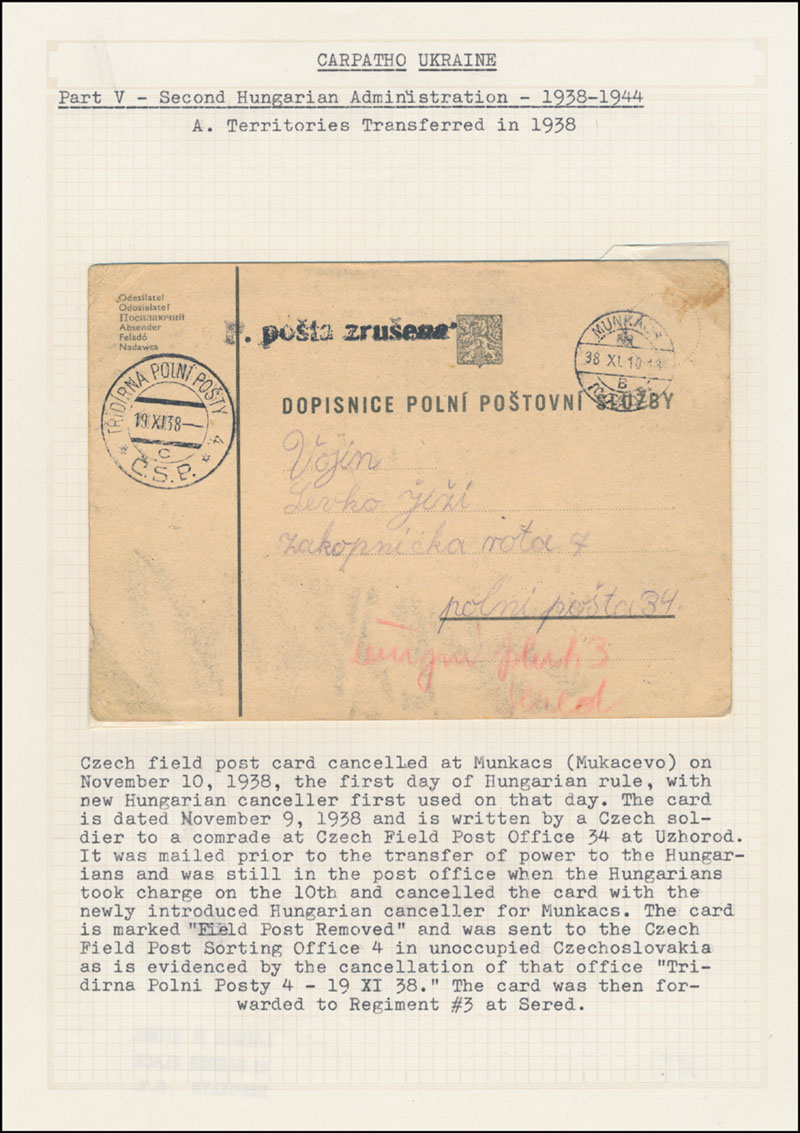 CARPATHO UKRAINE
Part V - Second Hungarian Administration - 1938-1944
A. Territories Transferred in 1938
Odesílatel
Odosielateľ
Посилаючий
Absender
Feladó
Nadawca
F. pošta zrušena
MUNKÁCS
38 XI. 10
B
TŘÍDÍRNA POLNÍ POŠTY 4
19 XI 38
C
Č.S.P.
DOPISNICE POLNÍ POŠTOVNÍ SLUŽBY
Vojín
Levko Jiží
zakopnička rota
polní pošta 34.
3
Czech field post card cancelled at Munkacs (Mukacevo) on
November 10, 1938, the first day of Hungarian rule, with
new Hungarian canceller first used on that day. The card
is dated November 9, 1938 and is written by a Czech sol-
dier to a comrade at Czech Field Post Office 34 at Uzhorod.
It was mailed prior to the transfer of power to the Hungar-
ians and was still in the post office when the Hungarians
took charge on the 10th and cancelled the card with the
newly introduced Hungarian canceller for Munkacs. The card
is marked "Field Post Removed" and was sent to the Czech
Field Post Sorting Office 4 in unoccupied Czechoslovakia
as is evidenced by the cancellation of that office "Tri-
dirna Polni Posty 4 - 19 XI 38." The card was then for-
warded to Regiment #3 at Sered.